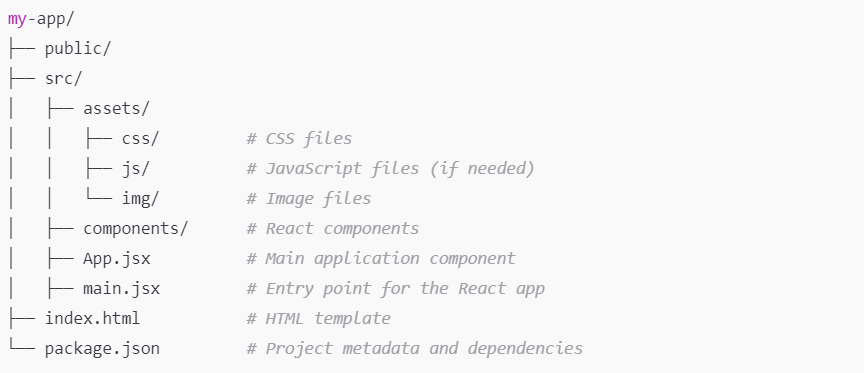 my-app/
├── public/
├── src/
│   ├── assets/
│   │   ├── css/         # CSS files
│   │   ├── js/          # JavaScript files (if needed)
│   │   └── img/         # Image files
│   ├── components/      # React components
│   ├── App.jsx          # Main application component
│   ├── main.jsx         # Entry point for the React app
├── index.html           # HTML template
└── package.json         # Project metadata and dependencies